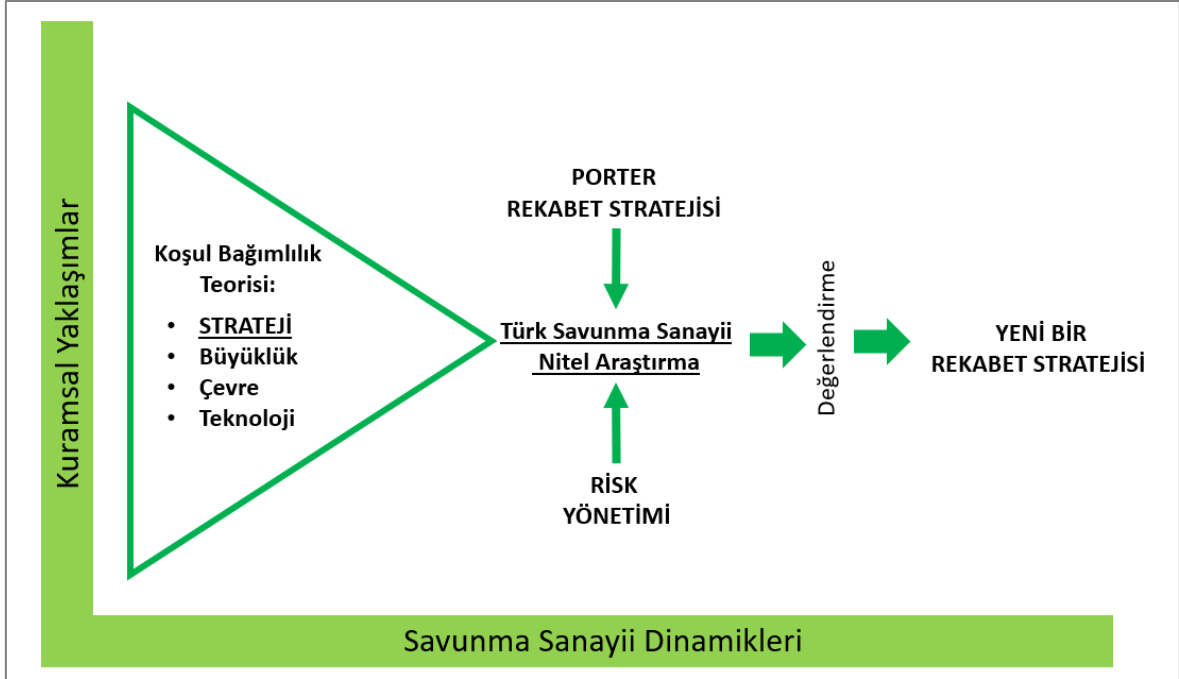 Kuramsal Yaklaşımlar
Koşul Bağımlılık
Teorisi:
• STRATEJİ
• Büyüklük
• Çevre
• Teknoloji
PORTER
REKABET STRATEJİSİ
Türk Savunma Sanayii
Nitel Araştırma
RİSK
YÖNETİMİ
Değerlendirme
YENİ BİR
REKABET STRATEJİSİ
Savunma Sanayii Dinamikleri